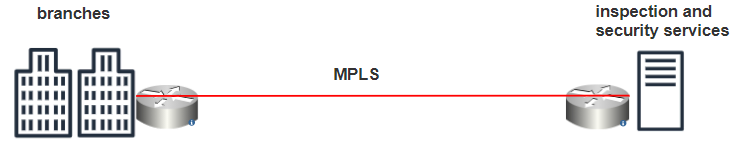 branches
inspection and
security services
MPLS